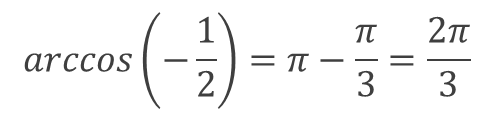 arccos(−1/2) = π − π/3 = 2π/3